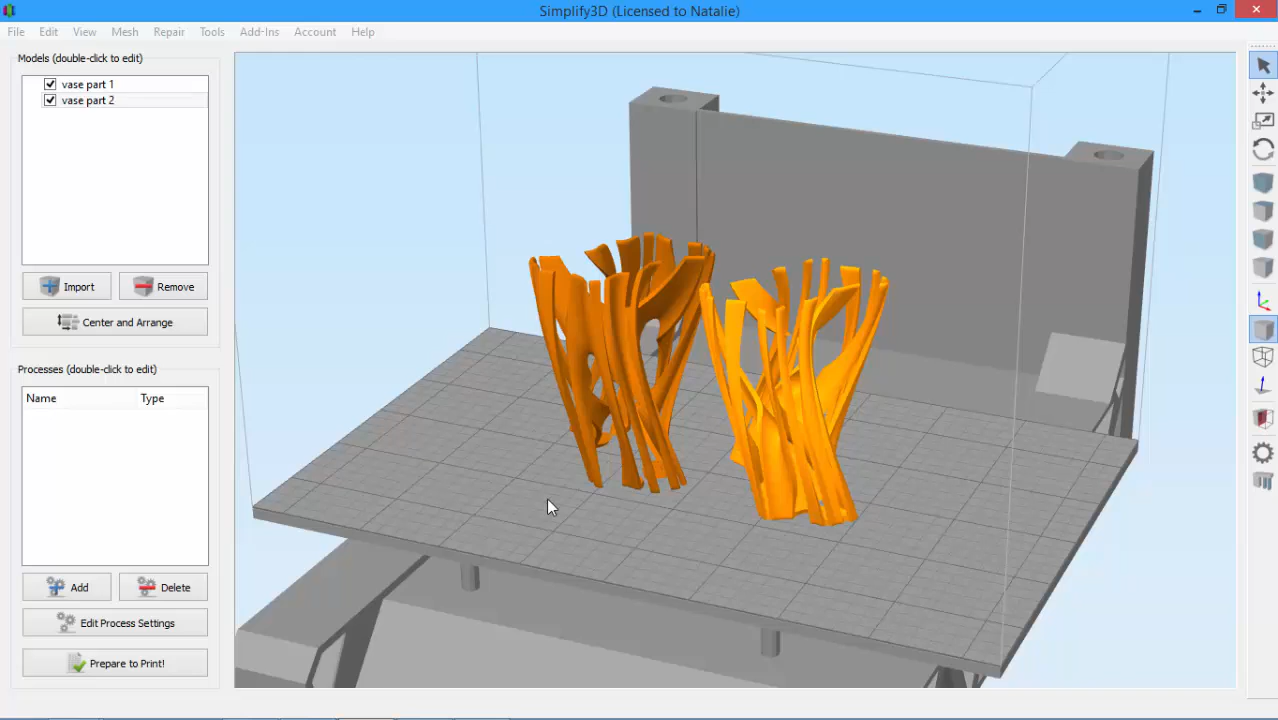 Simplify3D (Licensed to Natalie)
File Edit View Mesh Repair Tools Add-Ins Account Help
Models (double-click to edit)
vase part 1
vase part 2
Import Remove
Center and Arrange
Processes (double-click to edit)
Name Type
Add Delete
Edit Process Settings
Prepare to Print!